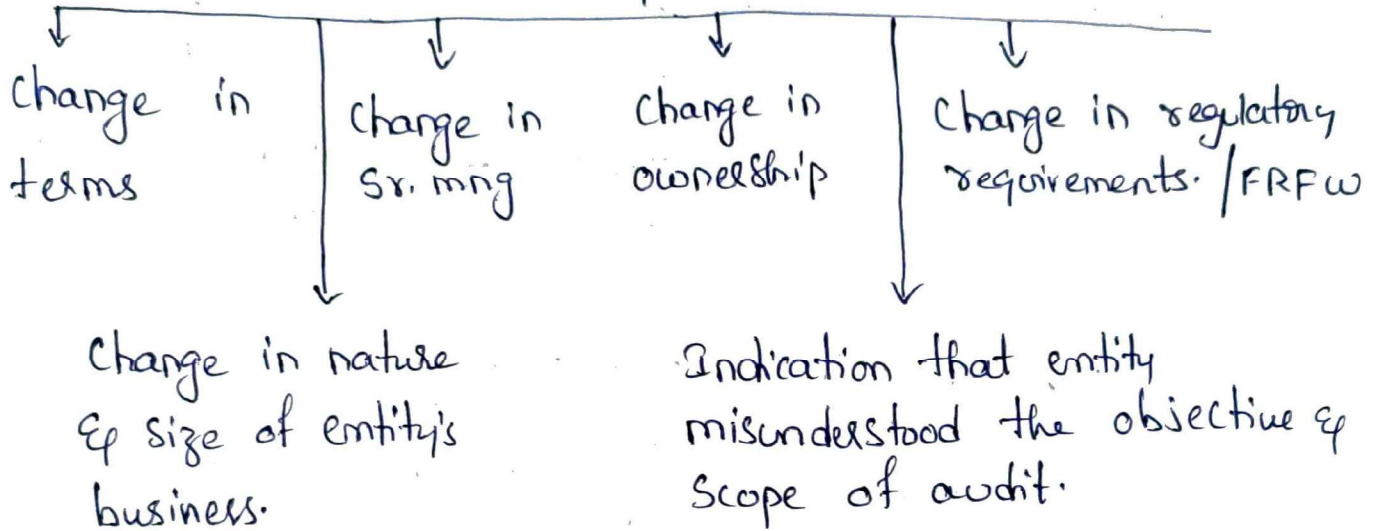 Change in
terms
Change in
Sr. mng
Change in
ownership
Change in regulatory
requirements. / FRFW
Change in nature
& size of entity's
business.
Indication that entity
misunderstood the objective &
Scope of audit.